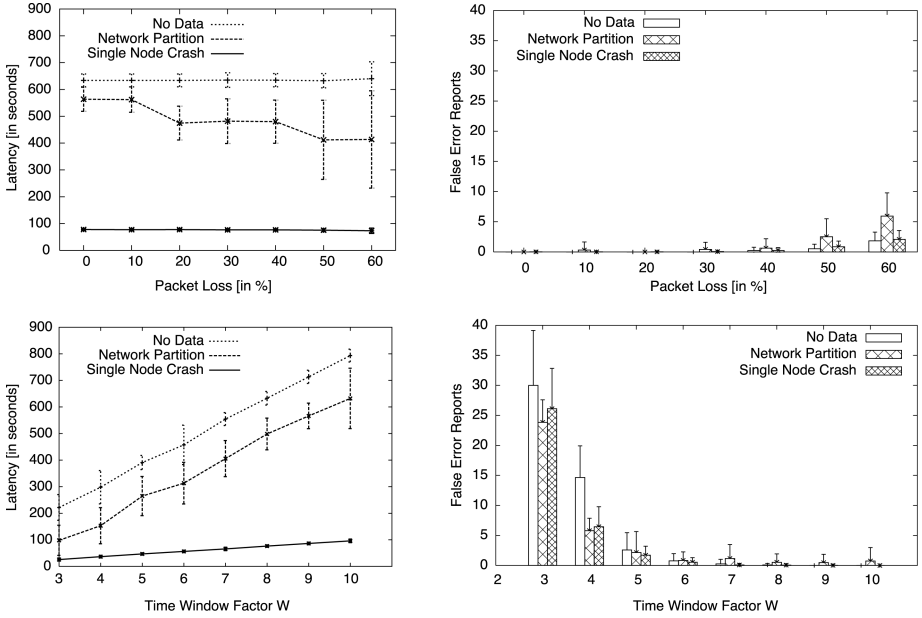 900
800
700
600
500
400
300
200
100
0
Latency [in seconds]
No Data
Network Partition
Single Node Crash
0 10 20 30 40 50 60
Packet Loss [in %]
40
35
30
25
20
15
10
5
0
False Error Reports
No Data
Network Partition
Single Node Crash
0 10 20 30 40 50 60
Packet Loss [in %]
900
800
700
600
500
400
300
200
100
0
Latency [in seconds]
No Data
Network Partition
Single Node Crash
3 4 5 6 7 8 9 10
Time Window Factor W
40
35
30
25
20
15
10
5
0
False Error Reports
No Data
Network Partition
Single Node Crash
2 3 4 5 6 7 8 9 10
Time Window Factor W